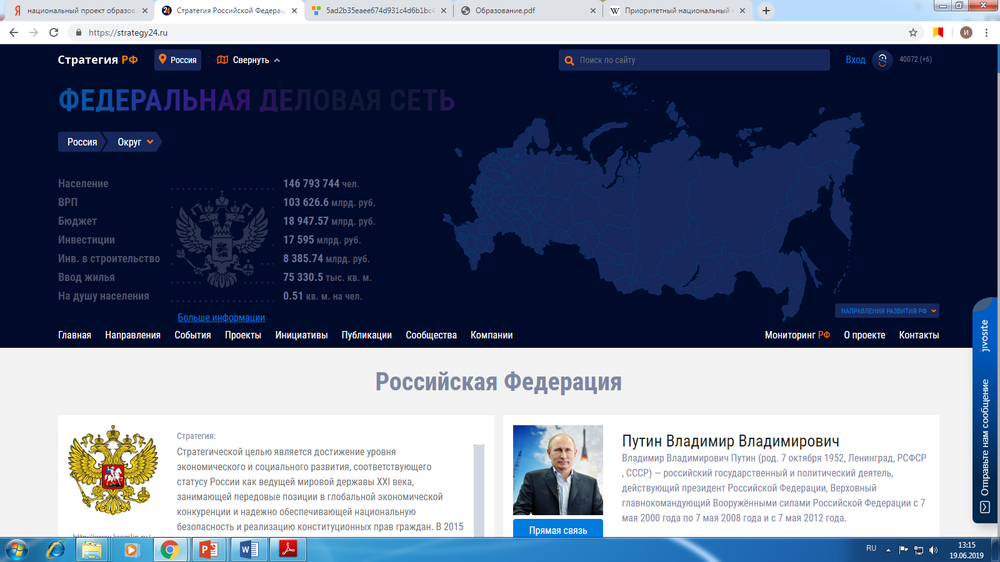 национальный проект образов
Стратегия Российской Федерац
5ad2b35eaee674d931c4d6b1bc4
Образование.pdf
Приоритетный национальный п
https://strategy24.ru
И
Стратегия РФ
Россия
Свернуть
Поиск по сайту
Вход
40072 (+6)
ФЕДЕРАЛЬНАЯ ДЕЛОВАЯ СЕТЬ
Россия
Округ
Население 146 793 744 чел.
ВРП 103 626.6 млрд. руб.
Бюджет 18 947.57 млрд. руб.
Инвестиции 17 595 млрд. руб.
Инв. в строительство 8 385.74 млрд. руб.
Ввод жилья 75 330.5 тыс. кв. м.
На душу населения 0.51 кв. м. на чел.
Больше информации
НАПРАВЛЕНИЯ РАЗВИТИЯ РФ
Главная Направления События Проекты Инициативы Публикации Сообщества Компании Мониторинг РФ О проекте Контакты
jivosite
Отправьте нам сообщение
Российская Федерация
Стратегия:
Стратегической целью является достижение уровня
экономического и социального развития, соответствующего
статусу России как ведущей мировой державы XXI века,
занимающей передовые позиции в глобальной экономической
конкуренции и надежно обеспечивающей национальную
безопасность и реализацию конституционных прав граждан. В 2015
http://www.kremlin.ru/
Путин Владимир Владимирович
Владимир Владимирович Путин (род. 7 октября 1952, Ленинград, РСФСР
, СССР) — российский государственный и политический деятель,
действующий президент Российской Федерации, Верховный
главнокомандующий Вооружёнными силами Российской Федерации с 7
мая 2000 года по 7 мая 2008 года и с 7 мая 2012 года.
Прямая связь
RU
13:15
19.06.2019